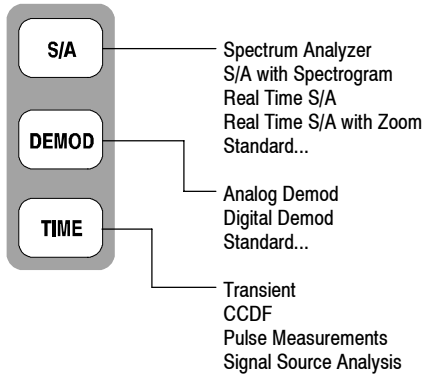 S/A
Spectrum Analyzer
S/A with Spectrogram
Real Time S/A
Real Time S/A with Zoom
Standard...
DEMOD
Analog Demod
Digital Demod
Standard...
TIME
Transient
CCDF
Pulse Measurements
Signal Source Analysis